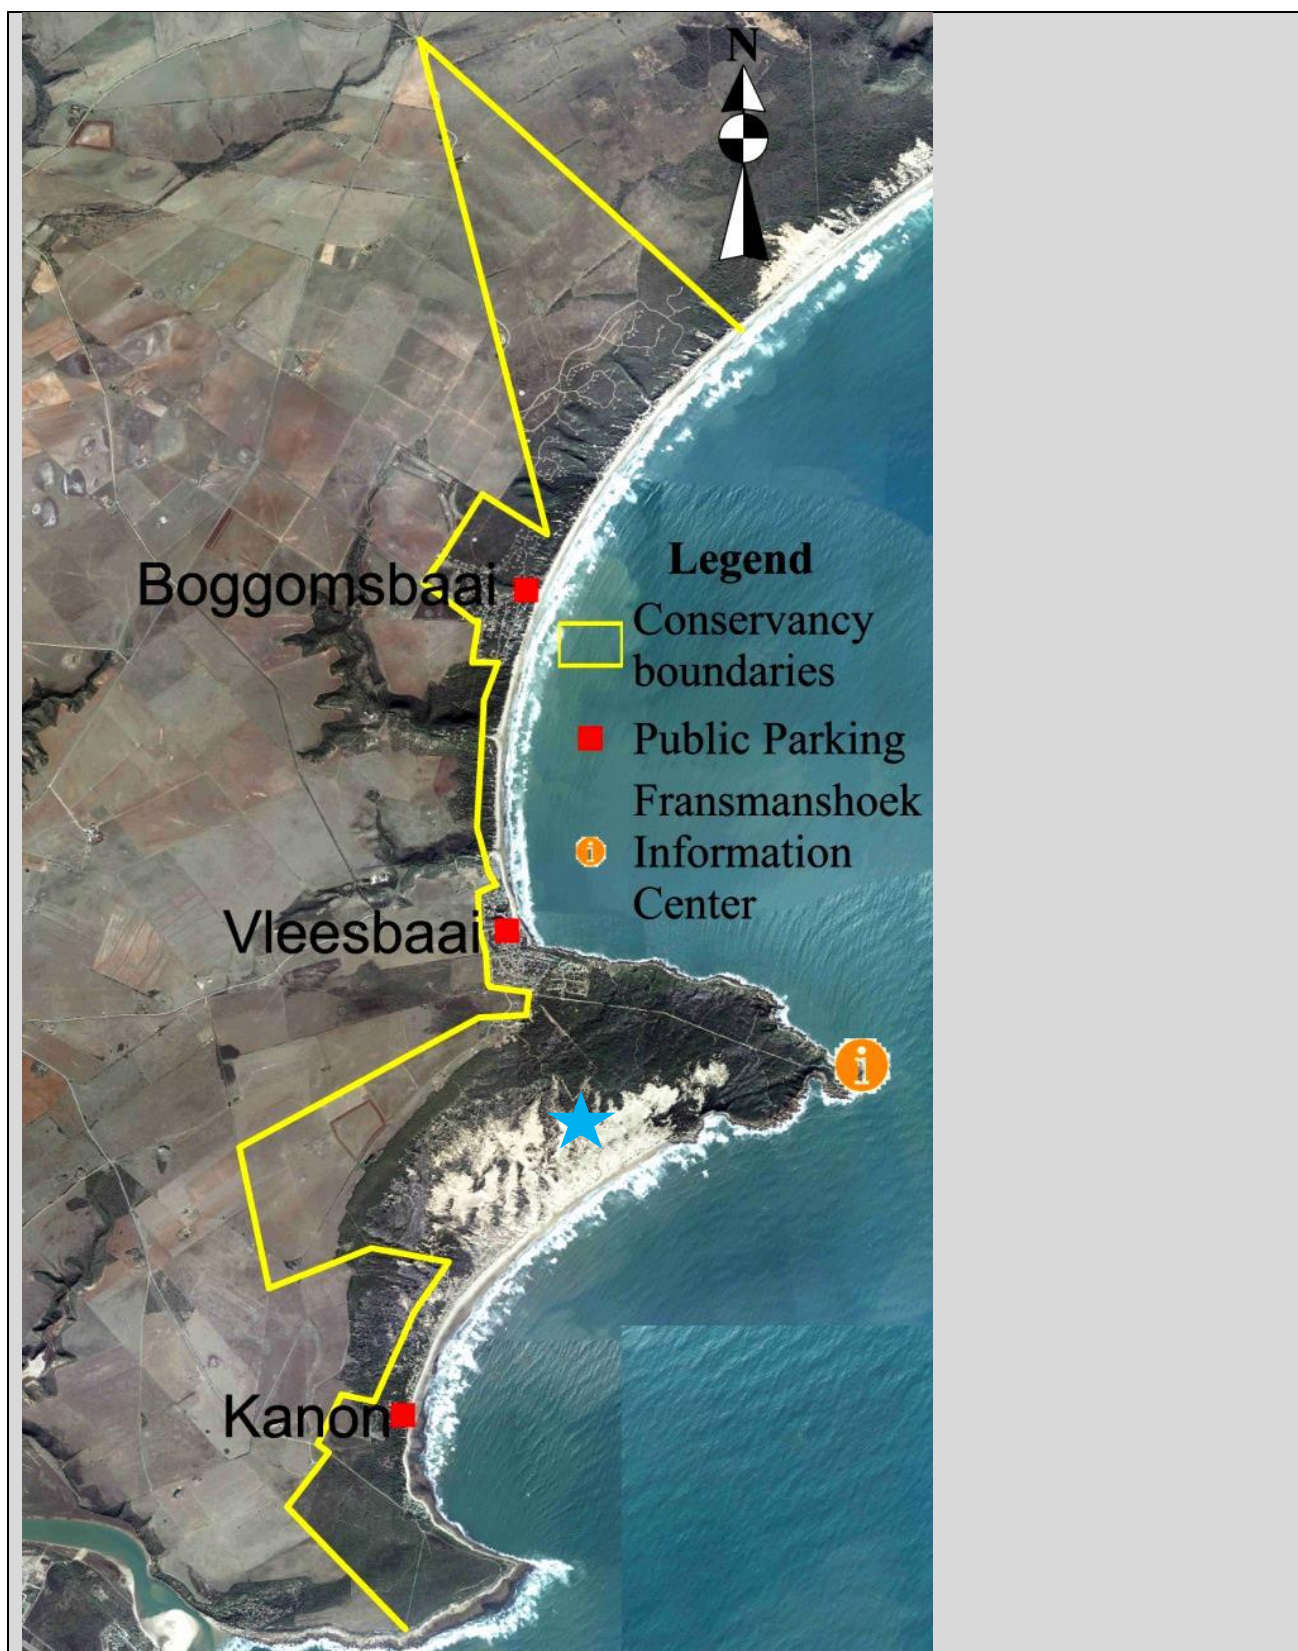 N
Boggomsbaai
Legend
Conservancy
boundaries
Public Parking
Fransmanshoek
i
Information
Center
Vleesbaai
i
Kanon